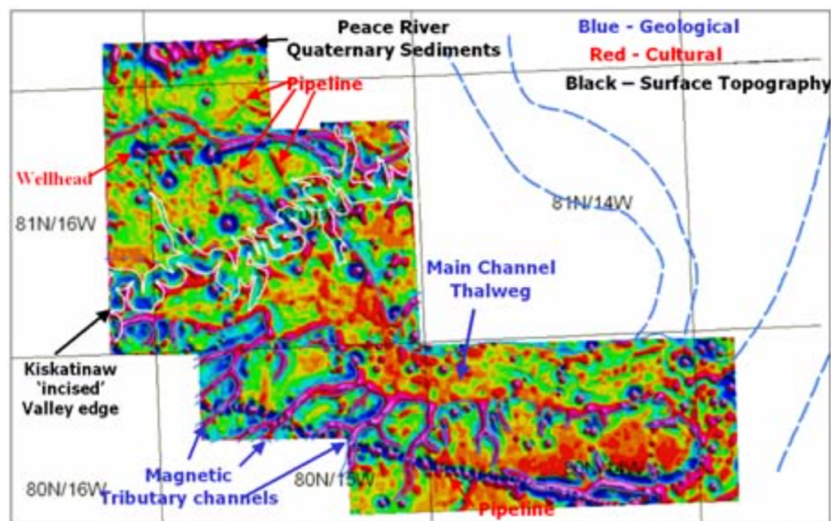 Peace River
Quaternary Sediments
Blue - Geological
Red - Cultural
Black – Surface Topography
Pipeline
Wellhead
81N/16W
81N/14W
Main Channel
Thalweg
Kiskatinaw
'incised'
Valley edge
Magnetic
Tributary channels
80N/16W
80N/15W
Pipeline